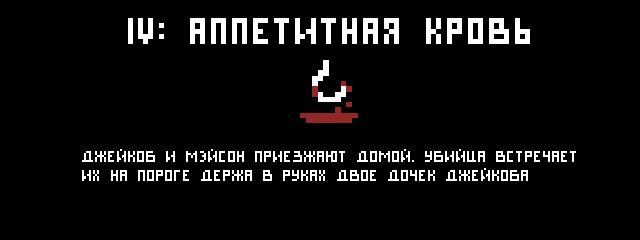 IV: АППЕТИТНАЯ КРОВЬ
ДЖЕЙКОБ И МЭЙСОН ПРИЕЗЖАЮТ ДОМОЙ. УБИЙЦА ВСТРЕЧАЕТ
ИХ НА ПОРОГЕ ДЕРЖА В РУКАХ ДВОЕ ДОЧЕК ДЖЕЙКОБА